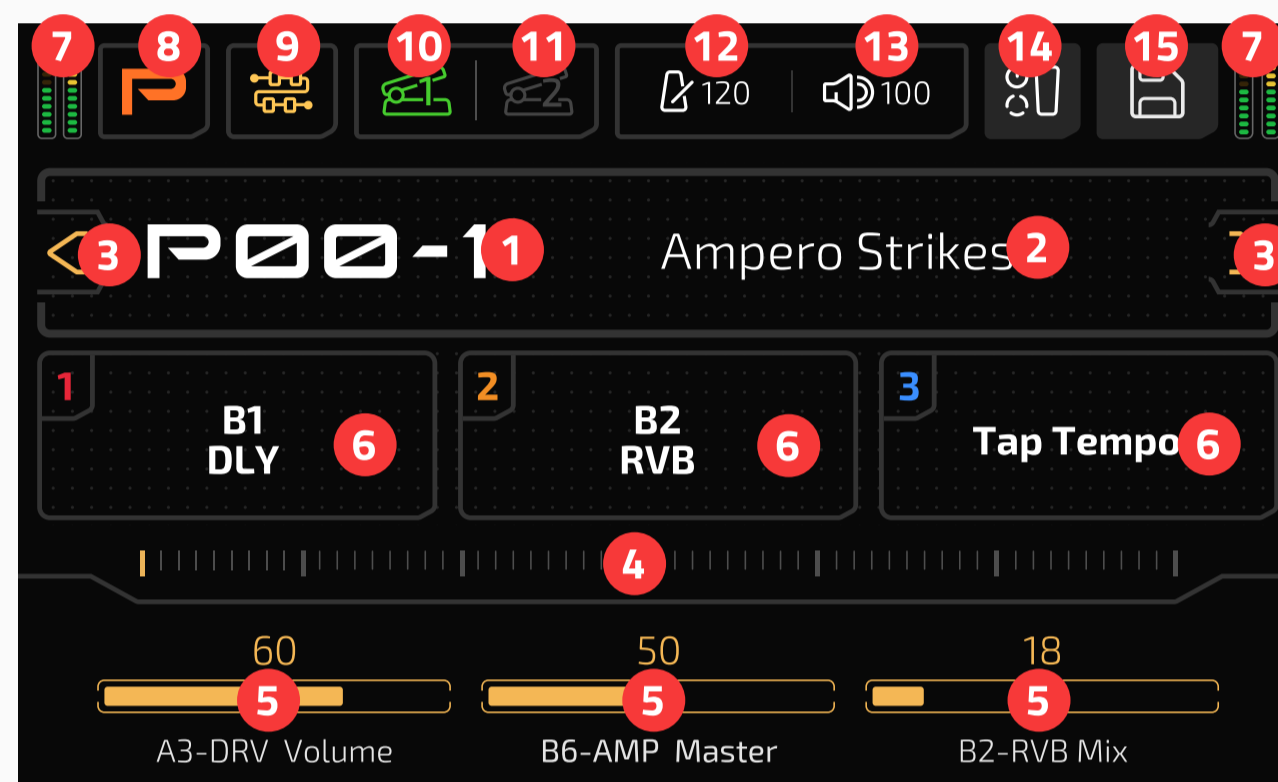 7 8 9 10 11 12 13 14 15 7
1 2 120 100
3 P00-1 1 Ampero Strikes 2 3
1 2 3
B1 B2
DLY 6 RVB 6 Tap Tempo 6
4
60 50 18
5 5 5
A3-DRV Volume B6-AMP Master B2-RVB Mix